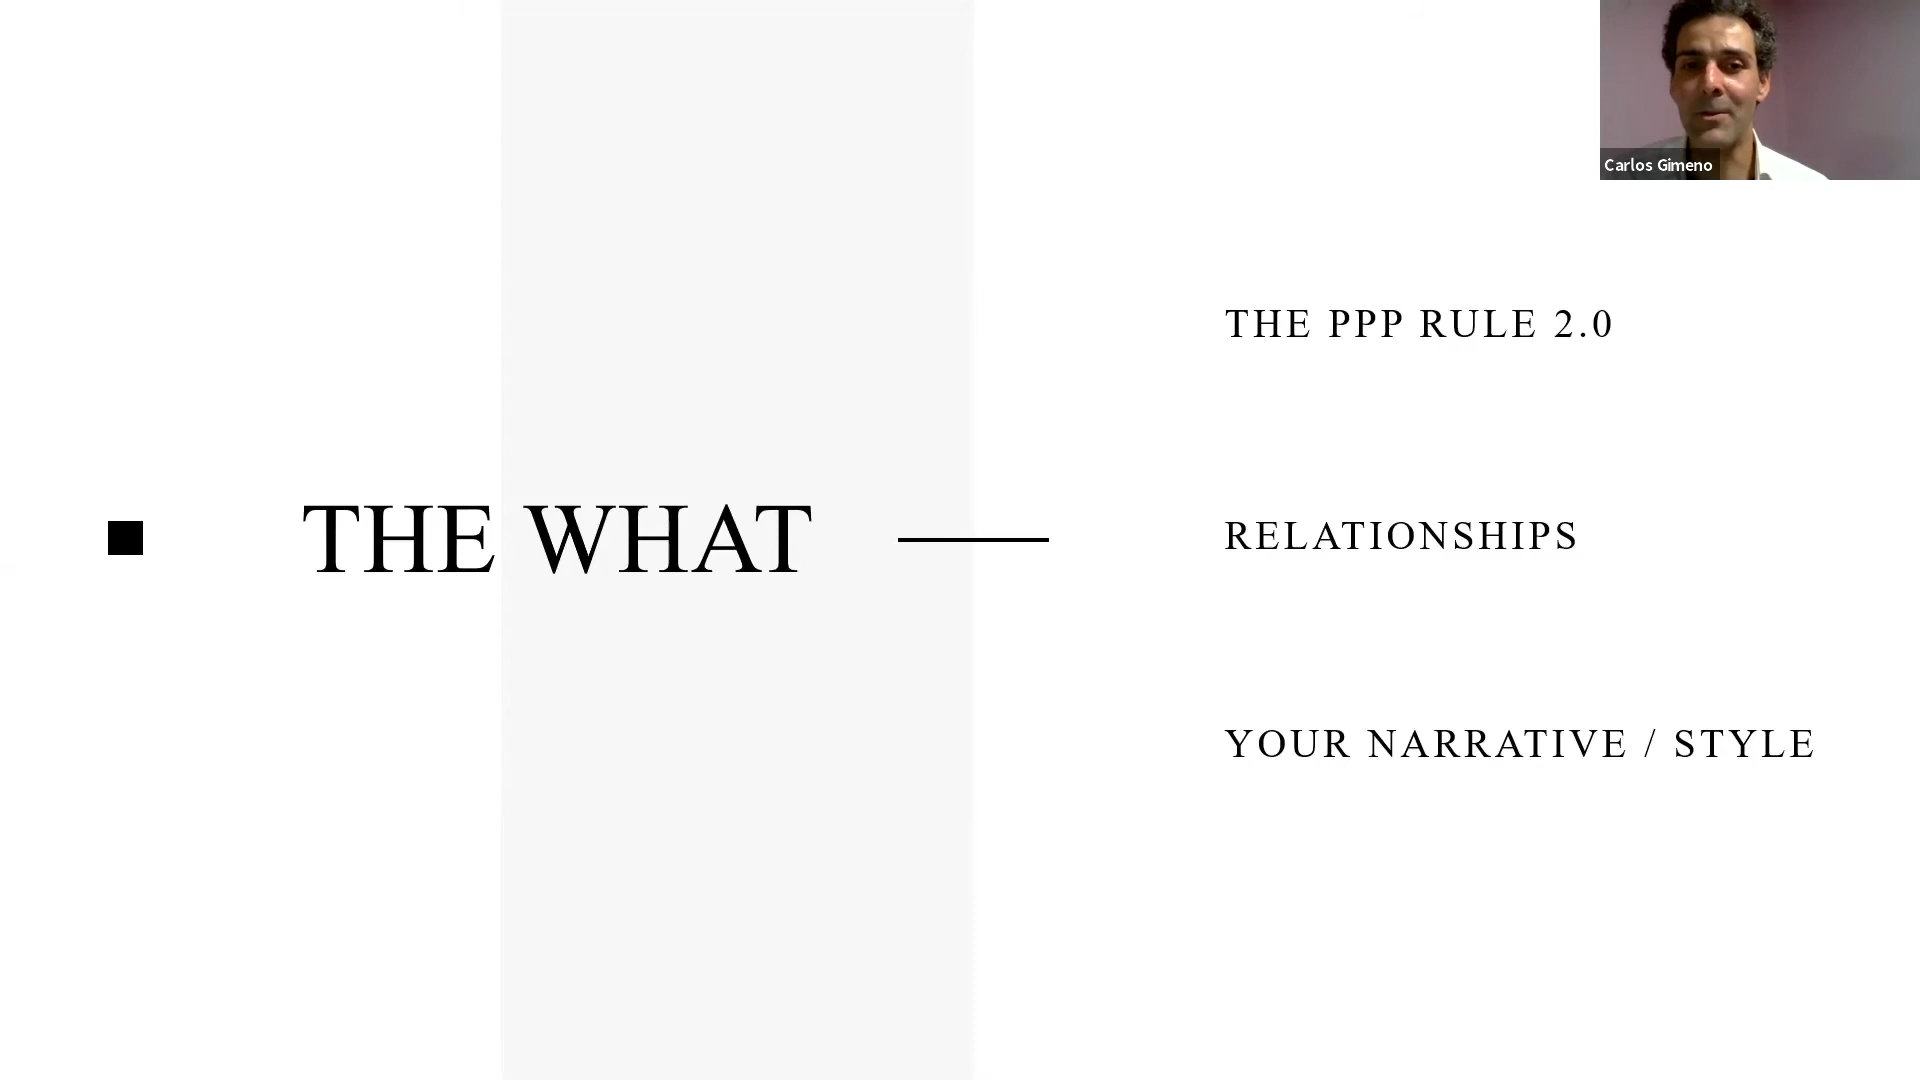 Carlos Gimeno
THE PPP RULE 2.0
THE WHAT
RELATIONSHIPS
YOUR NARRATIVE / STYLE